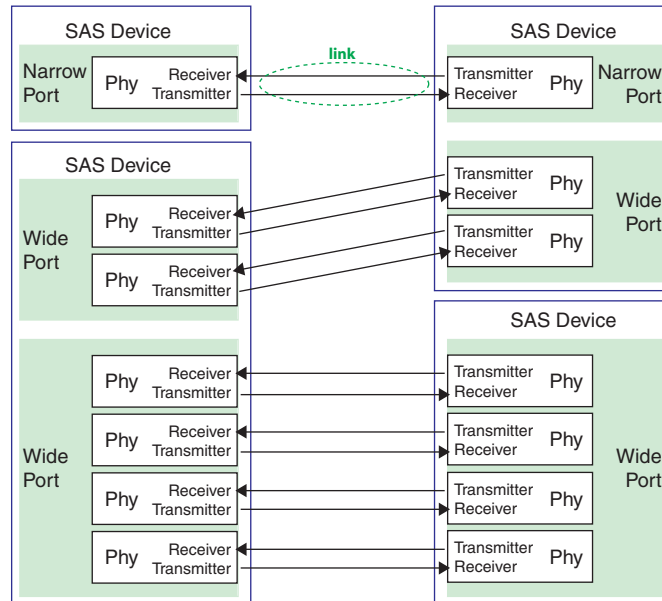 SAS Device
Narrow
Port
Phy
Receiver
Transmitter
link
SAS Device
Transmitter
Receiver
Phy
Narrow
Port
SAS Device
Wide
Port
Phy
Receiver
Transmitter
Phy
Receiver
Transmitter
Transmitter
Receiver
Phy
Transmitter
Receiver
Phy
Wide
Port
Wide
Port
Phy
Receiver
Transmitter
Phy
Receiver
Transmitter
Phy
Receiver
Transmitter
Phy
Receiver
Transmitter
SAS Device
Transmitter
Receiver
Phy
Transmitter
Receiver
Phy
Transmitter
Receiver
Phy
Transmitter
Receiver
Phy
Wide
Port